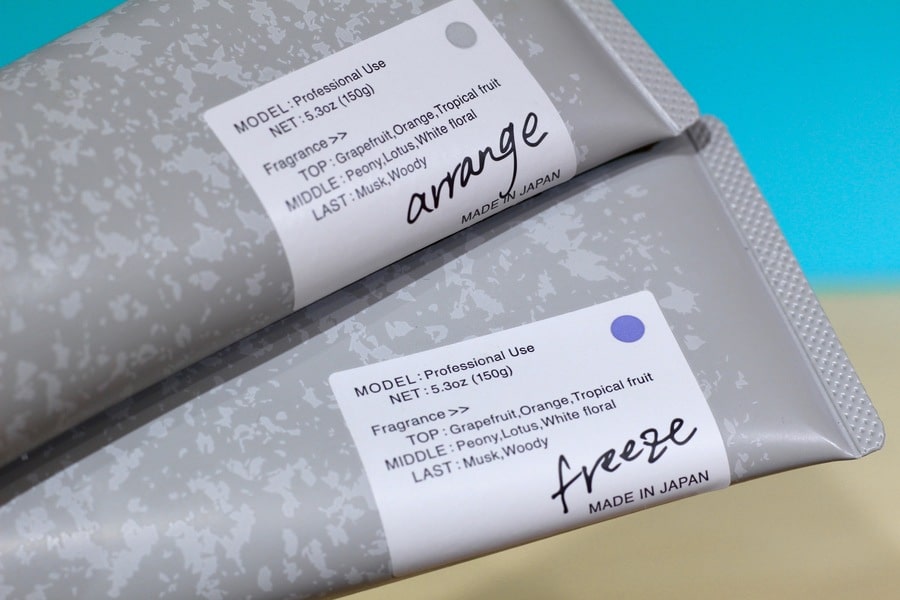 MODEL : Professional Use
NET : 5.3oz (150g)
Fragrance >>
TOP : Grapefruit,Orange,Tropical fruit
MIDDLE : Peony,Lotus,White floral
LAST : Musk,Woody
arrange
MADE IN JAPAN
MODEL : Professional Use
NET : 5.3oz (150g)
Fragrance >>
TOP : Grapefruit,Orange,Tropical fruit
MIDDLE : Peony,Lotus,White floral
LAST : Musk,Woody
freeze
MADE IN JAPAN